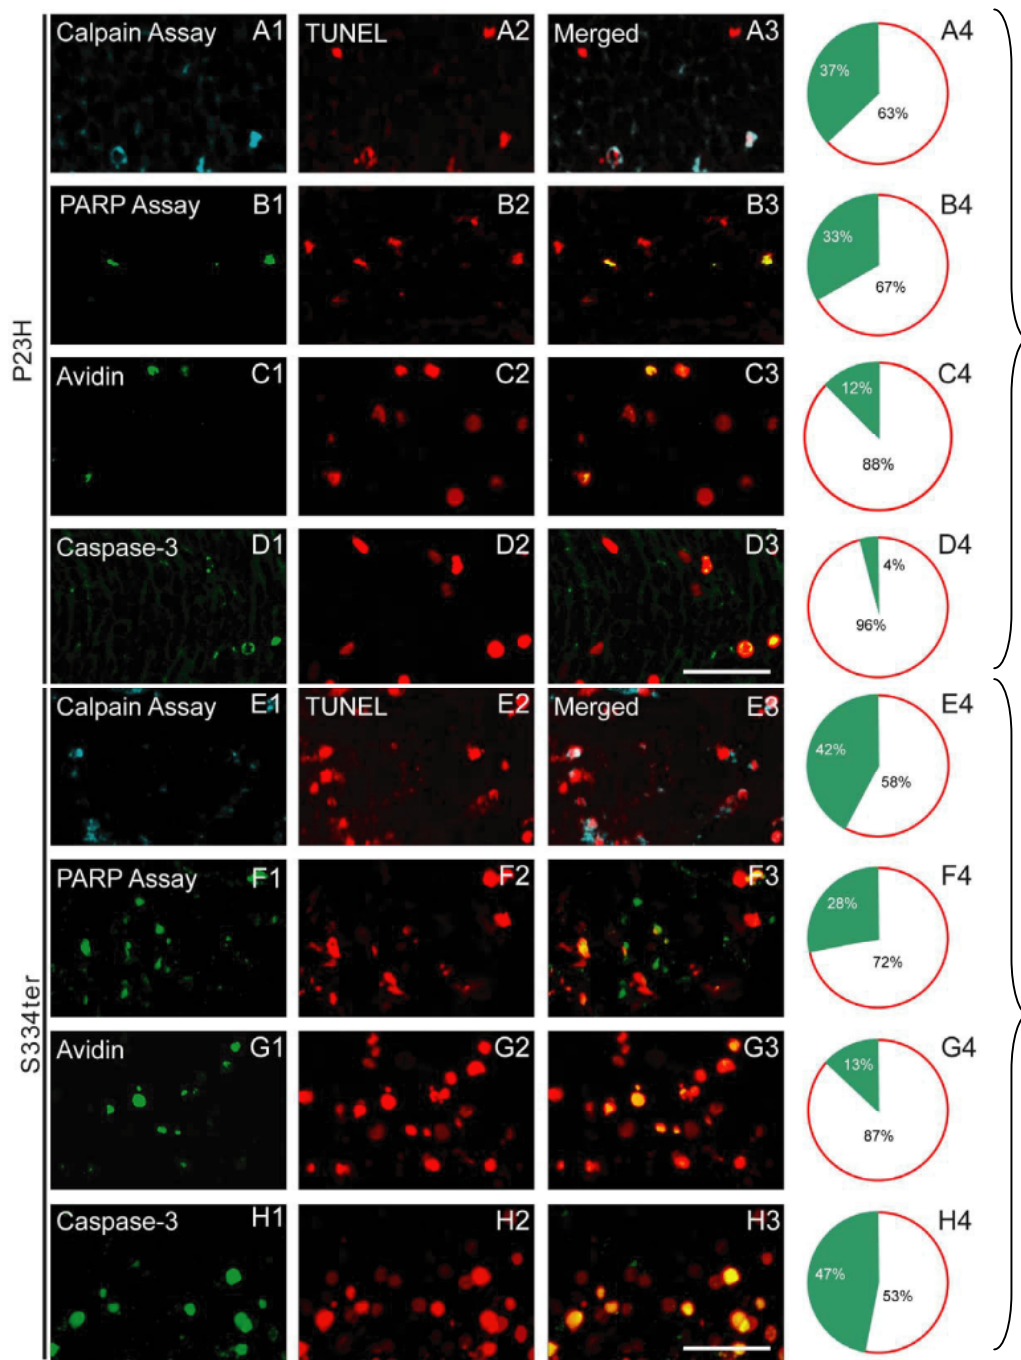 Calpain Assay A1 TUNEL A2 Merged A3 A4
37%
63%
PARP Assay B1 B2 B3 B4
33%
67%
P23H
Avidin C1 C2 C3 C4
12%
88%
Caspase-3 D1 D2 D3 D4
4%
96%
Calpain Assay E1 TUNEL E2 Merged E3 E4
42%
58%
PARP Assay F1 F2 F3 F4
28%
72%
S334ter
Avidin G1 G2 G3 G4
13%
87%
Caspase-3 H1 H2 H3 H4
47%
53%